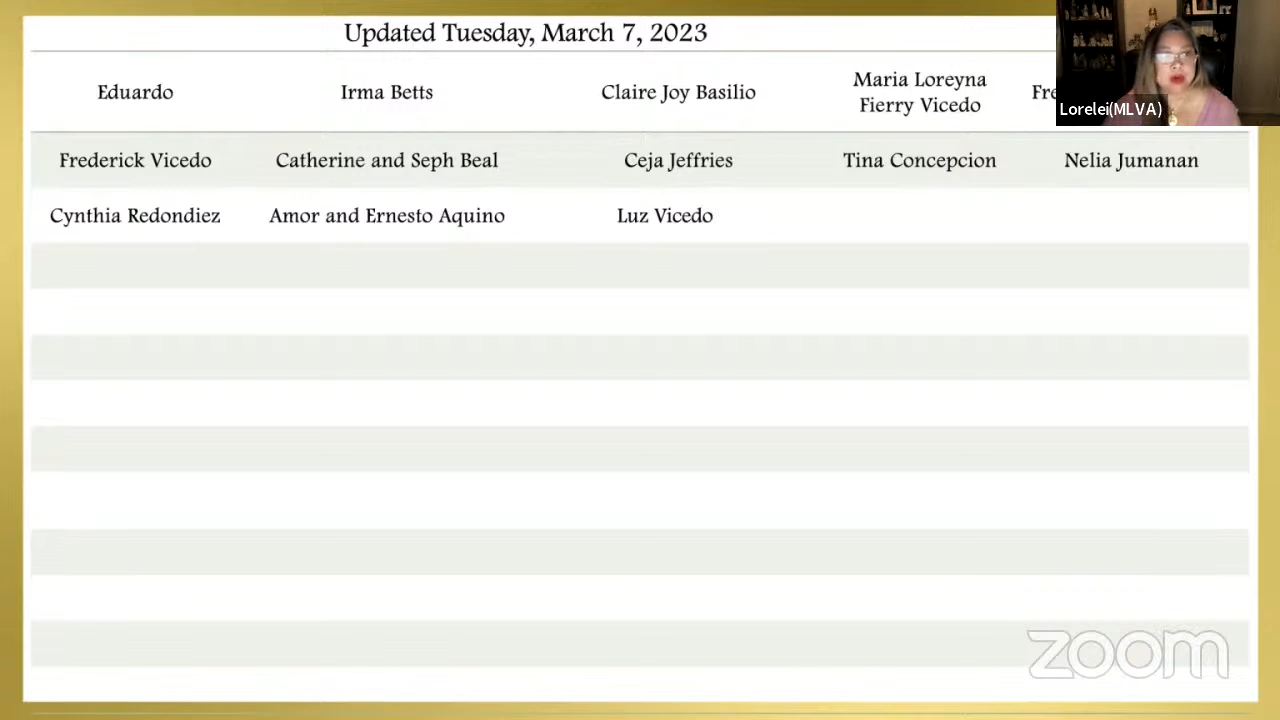 Updated Tuesday, March 7, 2023
Eduardo
Irma Betts
Claire Joy Basilio
Maria Loreyna
Fierry Vicedo
Lorelei(MLVA)
Frederick Vicedo
Catherine and Seph Beal
Ceja Jeffries
Tina Concepcion
Nelia Jumanan
Cynthia Redondiez
Amor and Ernesto Aquino
Luz Vicedo
zoom